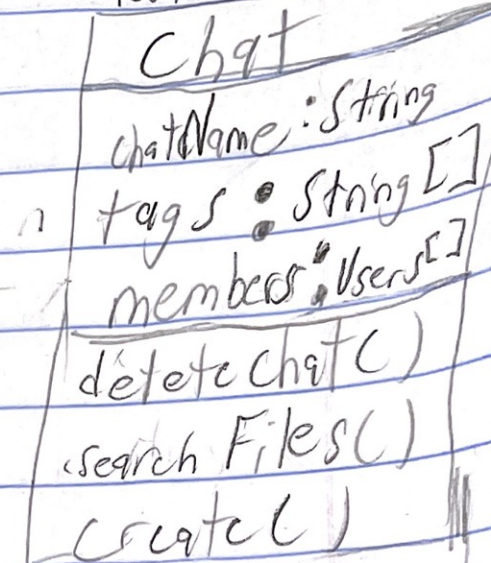 Chat
chatName : String
tags : String []
members : Users []
deleteChat()
searchFiles()
create()